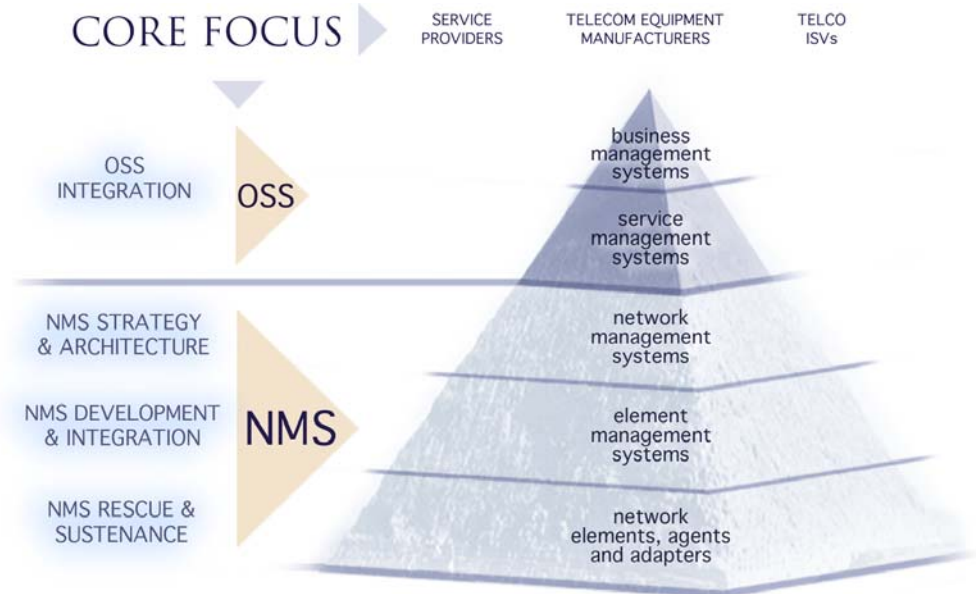 CORE FOCUS
SERVICE
PROVIDERS
TELECOM EQUIPMENT
MANUFACTURERS
TELCO
ISVs
OSS
INTEGRATION
OSS
business
management
systems
service
management
systems
NMS STRATEGY
& ARCHITECTURE
NMS DEVELOPMENT
& INTEGRATION
NMS RESCUE &
SUSTENANCE
NMS
network
management
systems
element
management
systems
network
elements, agents
and adapters